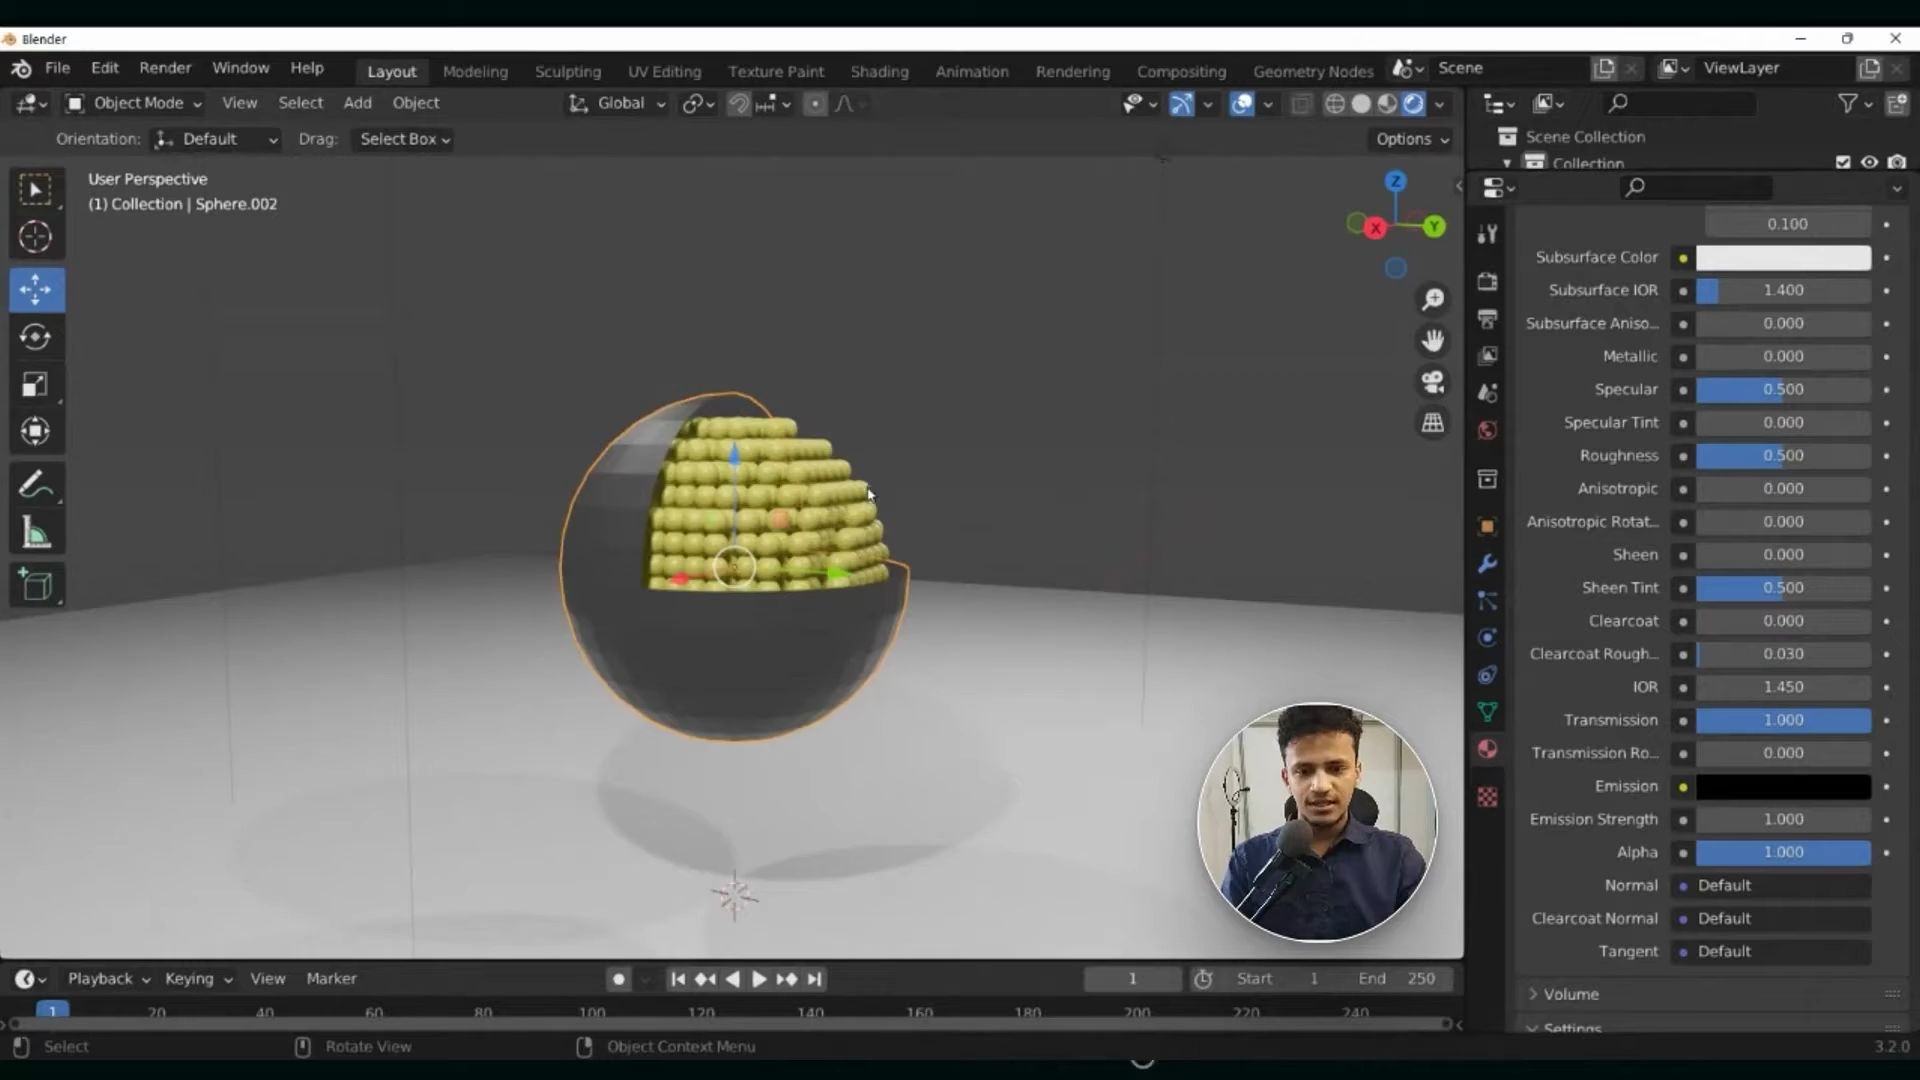 Blender
File Edit Render Window Help Layout Modeling Sculpting UV Editing Texture Paint Shading Animation Rendering Compositing Geometry Nodes Scene ViewLayer
Object Mode View Select Add Object Global
Orientation: Default Drag: Select Box Options
Scene Collection
Collection
User Perspective
(1) Collection | Sphere.002
Z
X
Y
0.100
Subsurface Color
Subsurface IOR 1.400
Subsurface Aniso... 0.000
Metallic 0.000
Specular 0.500
Specular Tint 0.000
Roughness 0.500
Anisotropic 0.000
Anisotropic Rotat... 0.000
Sheen 0.000
Sheen Tint 0.500
Clearcoat 0.000
Clearcoat Rough... 0.030
IOR 1.450
Transmission 1.000
Transmission Ro... 0.000
Emission
Emission Strength 1.000
Alpha 1.000
Normal Default
Clearcoat Normal Default
Tangent Default
Volume
Settings
Playback Keying View Marker 1 Start 1 End 250
1 20 40 60 80 100 120 140 160 180 200 220 240
Select Rotate View Object Context Menu 3.2.0